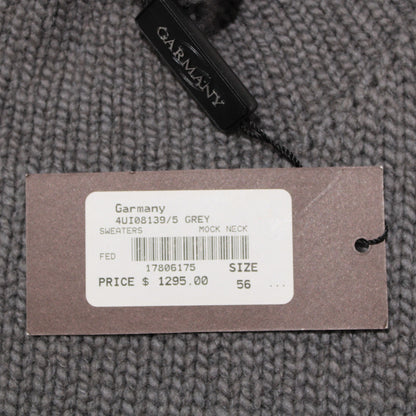 GARMANY
Garmany
4UI08139/5 GREY
SWEATERS MOCK NECK
FED
17806175 SIZE
PRICE $ 1295.00 56 ...